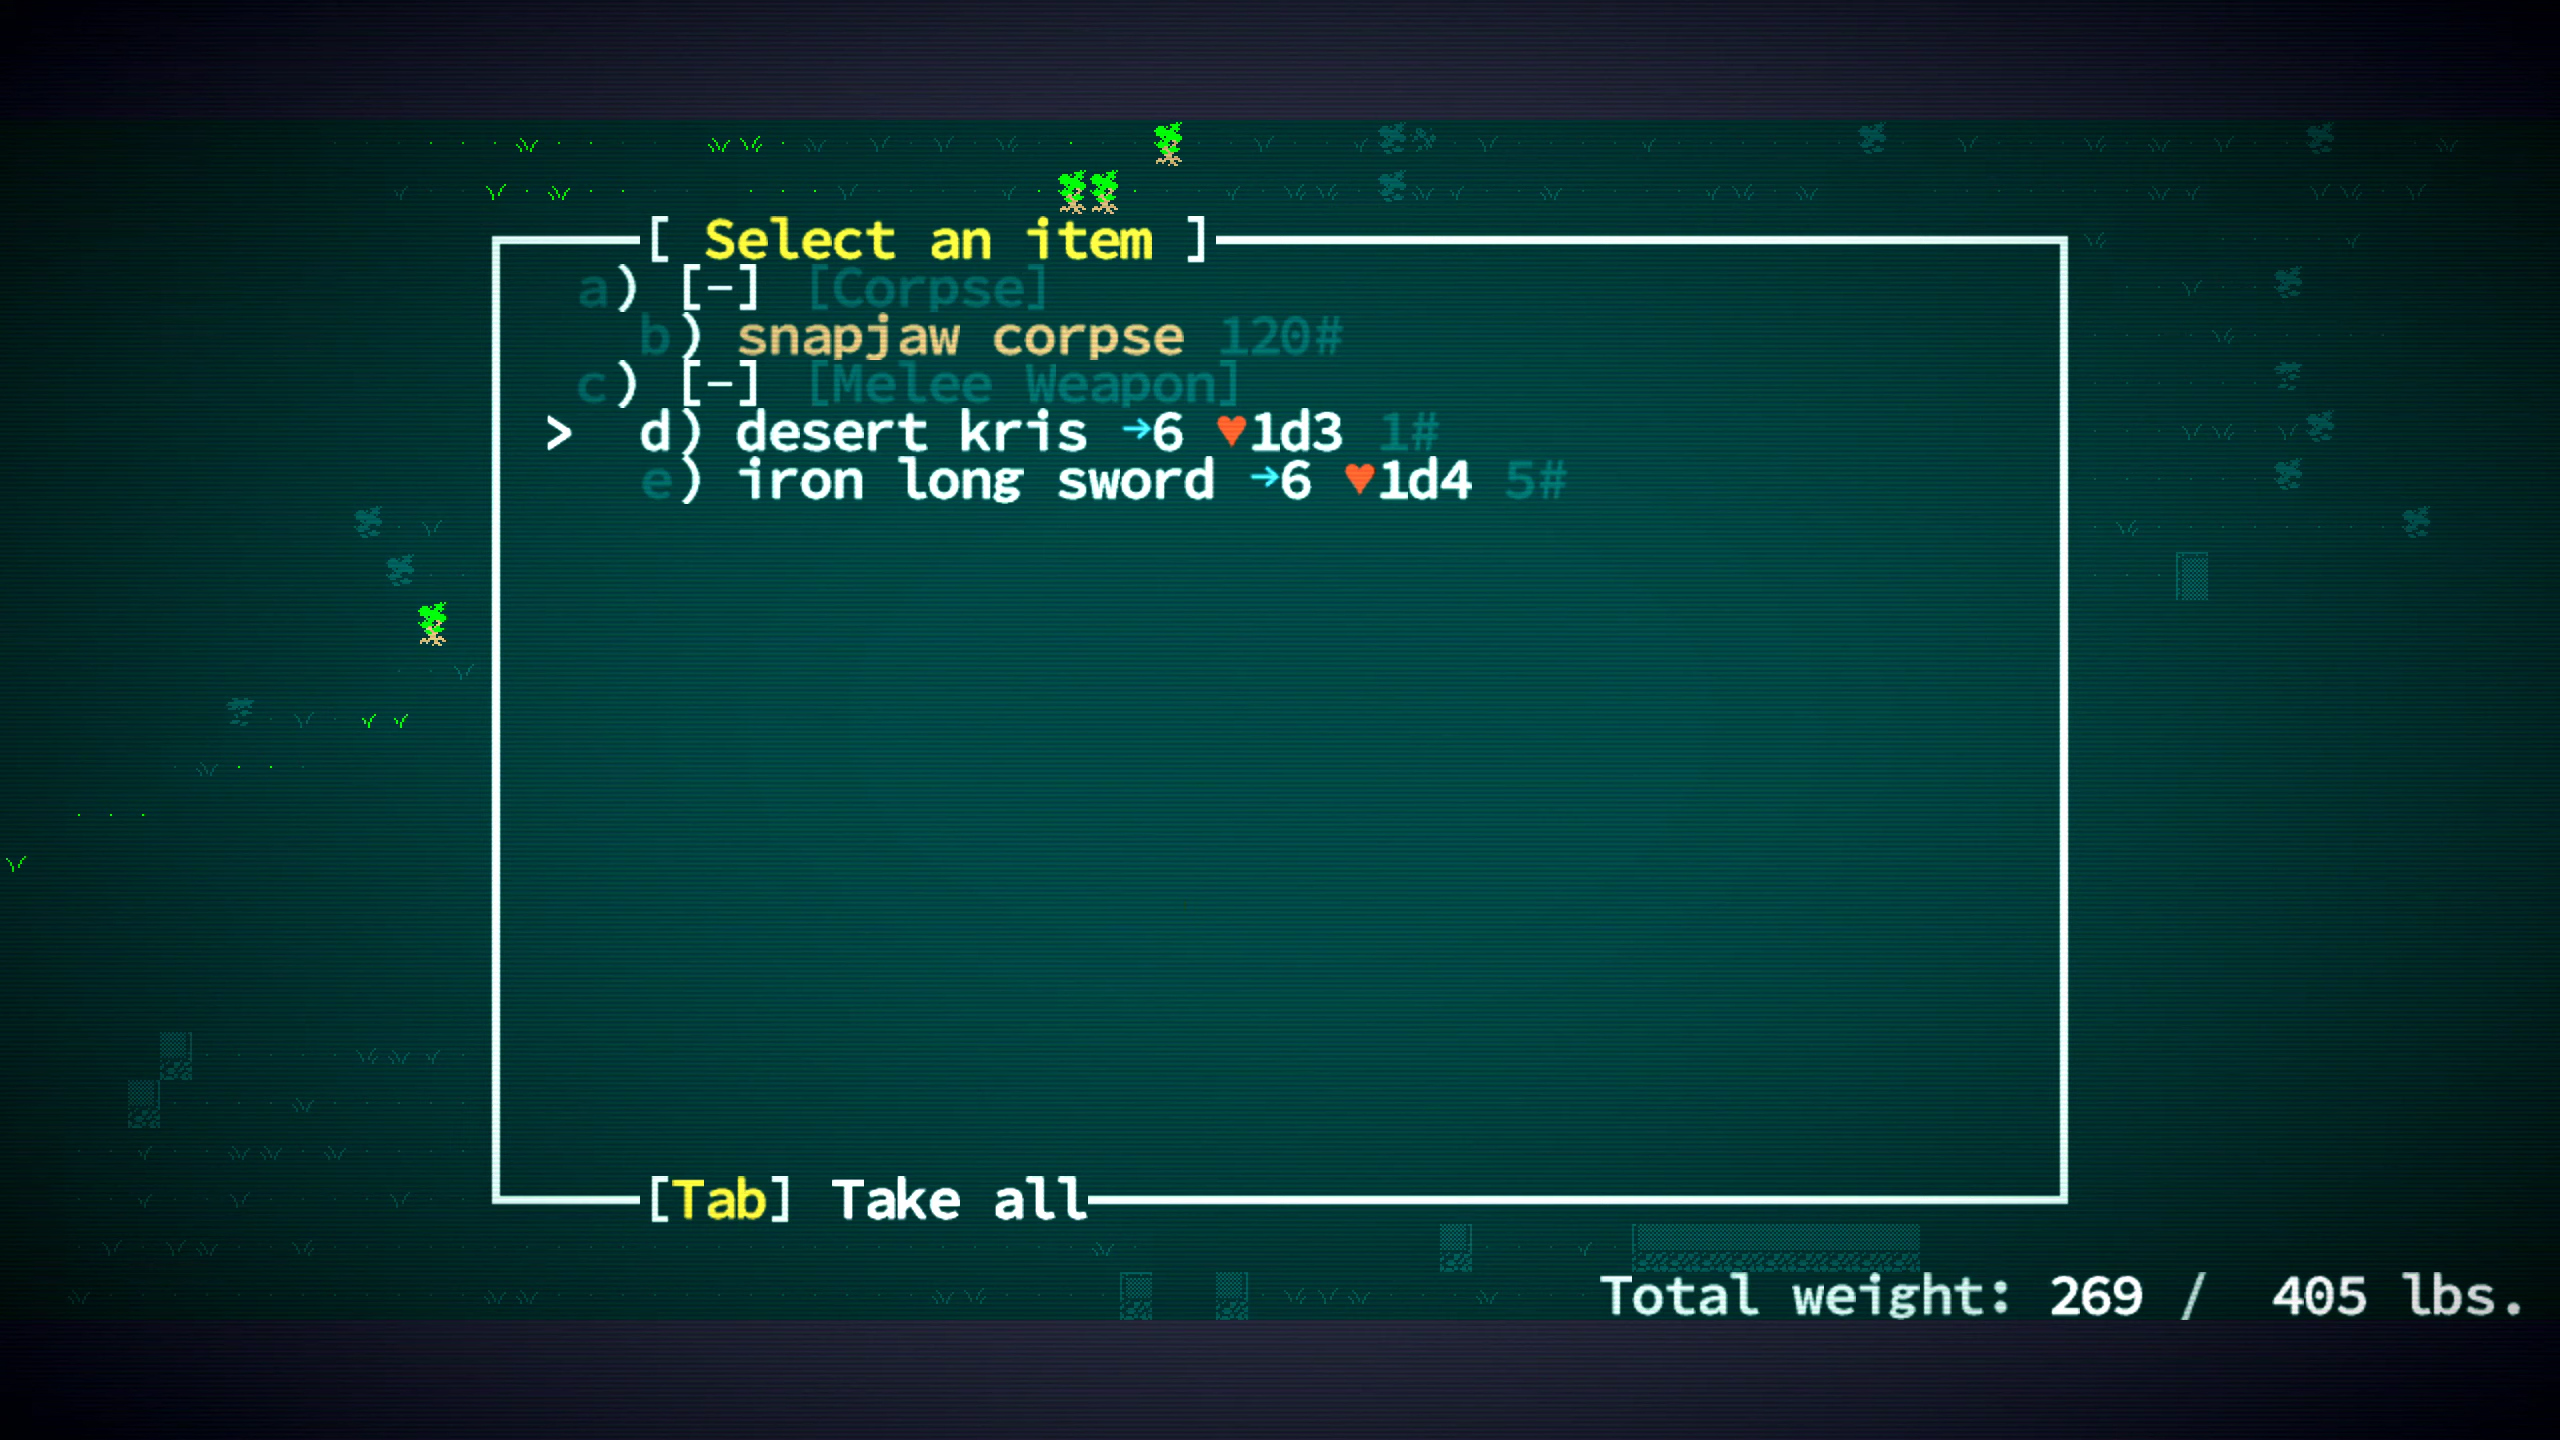 [ Select an item ]
a) [-] [Corpse]
b) snapjaw corpse 120#
c) [-] [Melee Weapon]
> d) desert kris →6 ♥1d3 1#
e) iron long sword →6 ♥1d4 5#
[Tab] Take all
Total weight: 269 / 405 lbs.